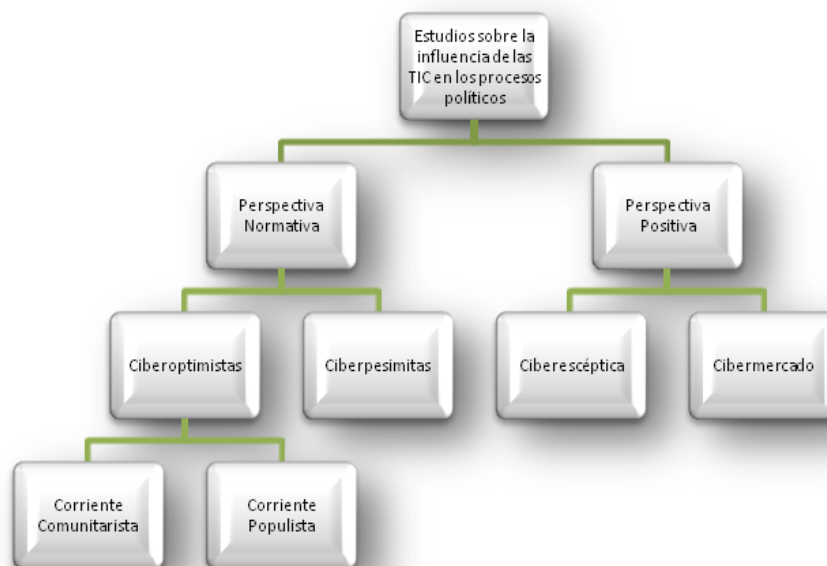 Estudios sobre la
influencia de las
TIC en los procesos
políticos
Perspectiva
Normativa
Perspectiva
Positiva
Ciberoptimistas
Ciberpesimitas
Ciberescéptica
Cibermercado
Corriente
Comunitarista
Corriente
Populista